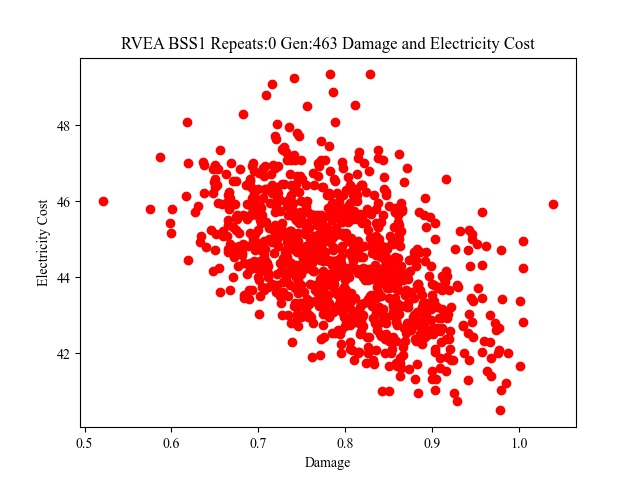 RVEA BSS1 Repeats:0 Gen:463 Damage and Electricity Cost
48
46
44
42
Electricity Cost
0.5 0.6 0.7 0.8 0.9 1.0
Damage